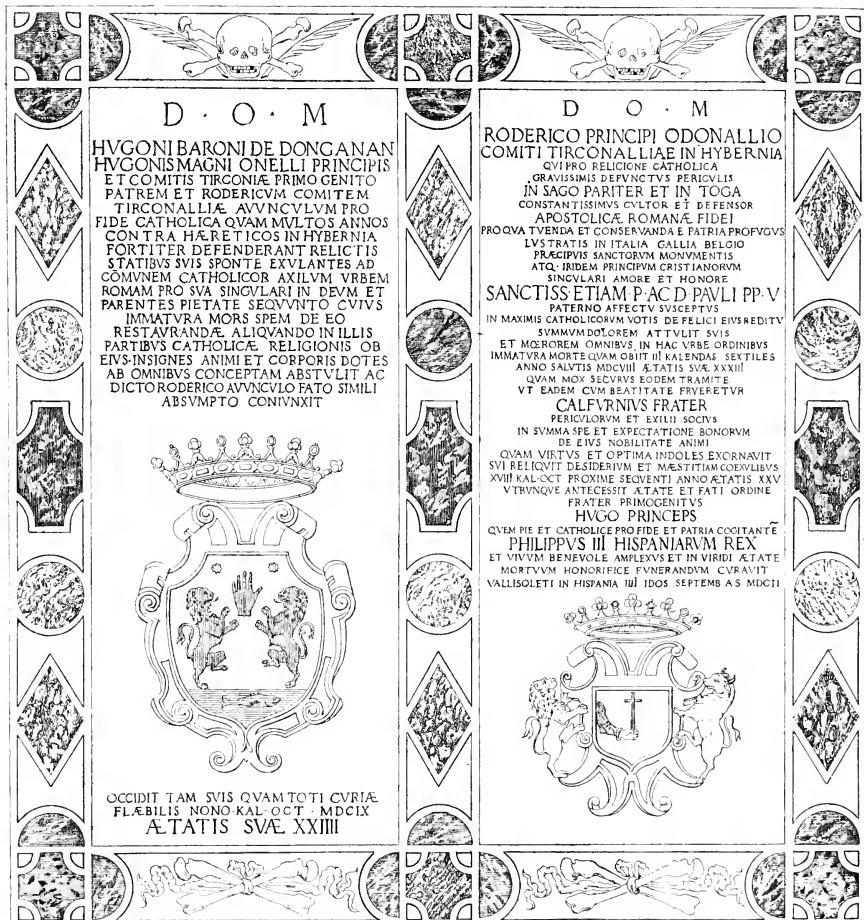 D · O · M
HVGONI BARONI DE DONGANAN
HVGONIS MAGNI ONELLI PRINCIPIS
ET COMITIS TIRGONIÆ PRIMO GENITO
PATREM ET RODERICVM COMITEM
TIRCONALLIÆ AVVNCVLVM PRO
FIDE CATHOLICA QVAM MVLTOS ANNOS
CONTRA HÆRETICOS IN HYBERNIA
FORTITER DEFENDERANT RELICTIS
STATIBVS SVIS SPONTE EXVLANTES AD
CŌMVNEM CATHOLICOR AXILVM VRBEM
ROMAM PRO SVA SINGVLARI IN DEVM ET
PARENTES PIETATE SEQVVNTO CVIVS
IMMATVRA MORS SPEM DE EO
RESTAVR·ANDÆ ALIQVANDO IN ILLIS
PARTIBVS CATHOLICÆ RELIGIONIS OB
EIVS·INSIGNES ANIMI ET CORPORIS DOTES
AB OMNIBVS CONCEPTAM ABSTVLIT AC
DICTO RODERICO AVVNCVLO FATO SIMILI
ABSVMPTO CONIVNXIT
OCCIDIT TAM SVIS QVAM TOTI CVRIÆ
FLÆBILIS NONO·KAL·OCT·MDCIX
ÆTATIS SVÆ XXIIII
D O · M
RODERICO PRINCIPI ODONALLIO
COMITI TIRCONALLIAE IN HYBERNIA
QVI PRO RELIGIONE CATHOLICA
GRAVISSIMIS DEFVNCTVS PERICVLIS
IN SAGO PARITER ET IN TOGA
CONSTANTISSIMVS CVLTOR ET DEFENSOR
APOSTOLICÆ ROMANÆ FIDEI
PRO QVA TVENDA ET CONSERVANDA E PATRIA PROFVGVS
LVSTRATIS IN ITALIA GALLIA BELGIO
PRÆCIPVIS SANCTORVM MONVMENTIS
ATQ·IRIDEM PRINCIPVM CRISTIANORVM
SINGVLARI AMORE ET HONORE
SANCTISS·ETIAM·P·AC D·PAVLI PP·V
PATERNO AFFECTV SVSCEPTVS
IN MAXIMIS CATHOLICORVM VOTIS DE FELICI EIVS REDITV
SVMMVM DOLOREM ATTVLIT SVIS
ET MŒROREM OMNIBVS IN HAC VRBE ORDINIBVS
IMMATVRA MORTE QVAM OBIIT III KALENDAS SEXTILES
ANNO SALVTIS MDCVIII ÆTATIS SVÆ XXXIII
QVAM MOX SECVRVS EODEM TRAMITE
VT EADEM CVM BEATITATE FRVERETVR
CALFVRNIVS FRATER
PERICVLORVM ET EXILII SOCIVS
IN SVMMA SPE ET EXPECTATIONE BONORVM
DE EIVS NOBILITATE ANIMI
QVAM VIRTVS ET OPTIMA INDOLES EXORNAVIT
SVI RELIQVIT DESIDERIVM ET MÆSTITIAM COEXVLIBVS
XVIII KAL·OCT PROXIME SEQVENTI ANNO ÆTATIS XXV
VTRVNQVE ANTECESSIT ÆTATE ET FATI ORDINE
FRATER PRIMOGENITVS
HVGO PRINCEPS
QVEM PIE ET CATHOLICE PRO FIDE ET PATRIA COGITANTẼ
PHILIPPVS III HISPANIARVM REX
ET VIVVM BENEVOLE AMPLEXVS ET IN VIRIDI ÆTATE
MORTVVM HONORIFICE FVNERANDVM CVRAVIT
VALLISOLETI IN HISPANIA IIII IDOS SEPTEMB A S MDCII